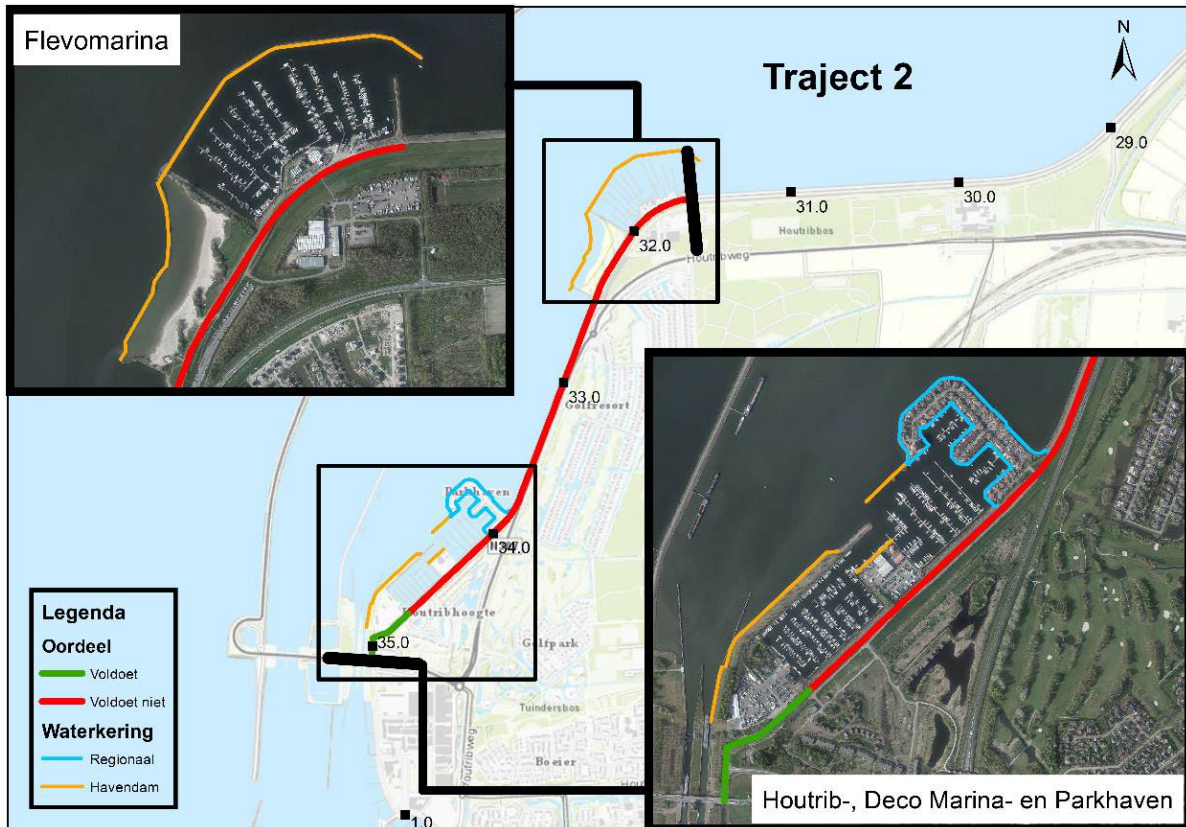 Flevomarina
Traject 2
N
29.0
30.0
31.0
Houtribbos
32.0
Houtribweg
33.0
Golfresort
Parkhaven
34.0
Houtribhoogte
35.0
Golfpark
Tuindersbos
Houtribweg
Boeier
1.0
Legenda
Oordeel
Voldoet
Voldoet niet
Waterkering
Regionaal
Havendam
Houtrib-, Deco Marina- en Parkhaven